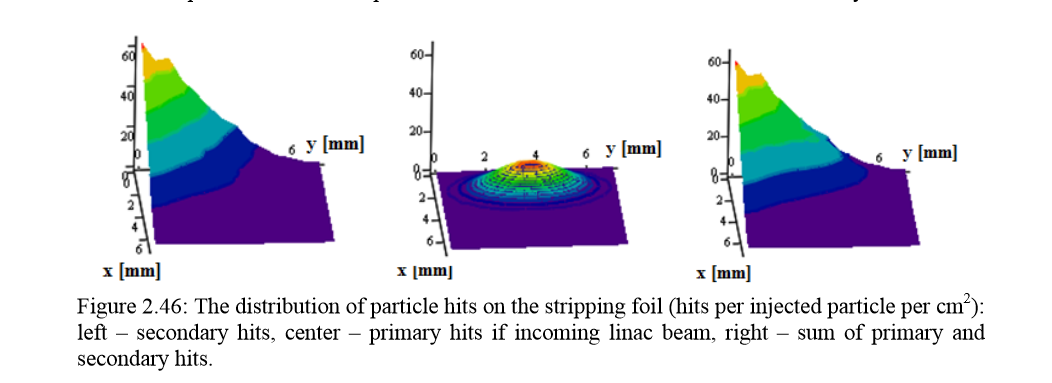 60 40 20 0 0 2 4 6 6 y [mm] x [mm]
60 40 20 0 0 2 4 6 2 4 6 y [mm] x [mm]
60 40 20 0 0 2 4 6 6 y [mm] x [mm]
Figure 2.46: The distribution of particle hits on the stripping foil (hits per injected particle per cm²):
left – secondary hits, center – primary hits if incoming linac beam, right – sum of primary and
secondary hits.